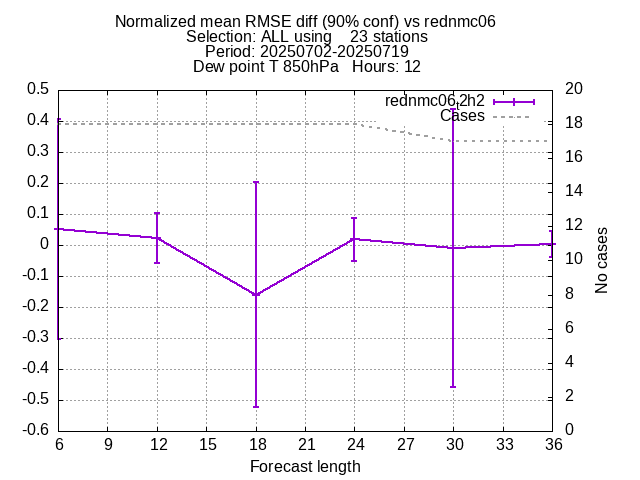 Normalized mean RMSE diff (90% conf) vs rednmc06
Selection: ALL using    23 stations
Period: 20250702-20250719
Dew point T 850hPa   Hours: 12
rednmc06,2h2
Cases
0.5
0.4
0.3
0.2
0.1
0
-0.1
-0.2
-0.3
-0.4
-0.5
-0.6
20
18
16
14
12
10
8
6
4
2
0
No cases
6 9 12 15 18 21 24 27 30 33 36
Forecast length